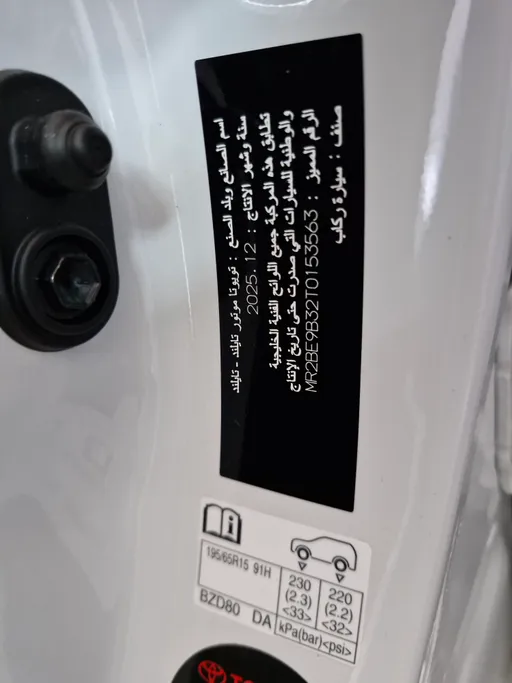 اسم الصانع وبلد الصنع : تويوتا موتور تايلند - تايلند
سنة وشهر الانتاج : 2025.12
تطابق هذه المركبة جميع اللوائح الفنية الخليجية
والوطنية للسيارات التي صدرت حتى تاريخ الإنتاج
الرقم المميز : MR2BE9B32T0153563
صنف : سيارة ركاب
195/65R15 91H
230
(2.3)
<33>
220
(2.2)
<32>
BZD80 DA
kPa(bar)<psi>